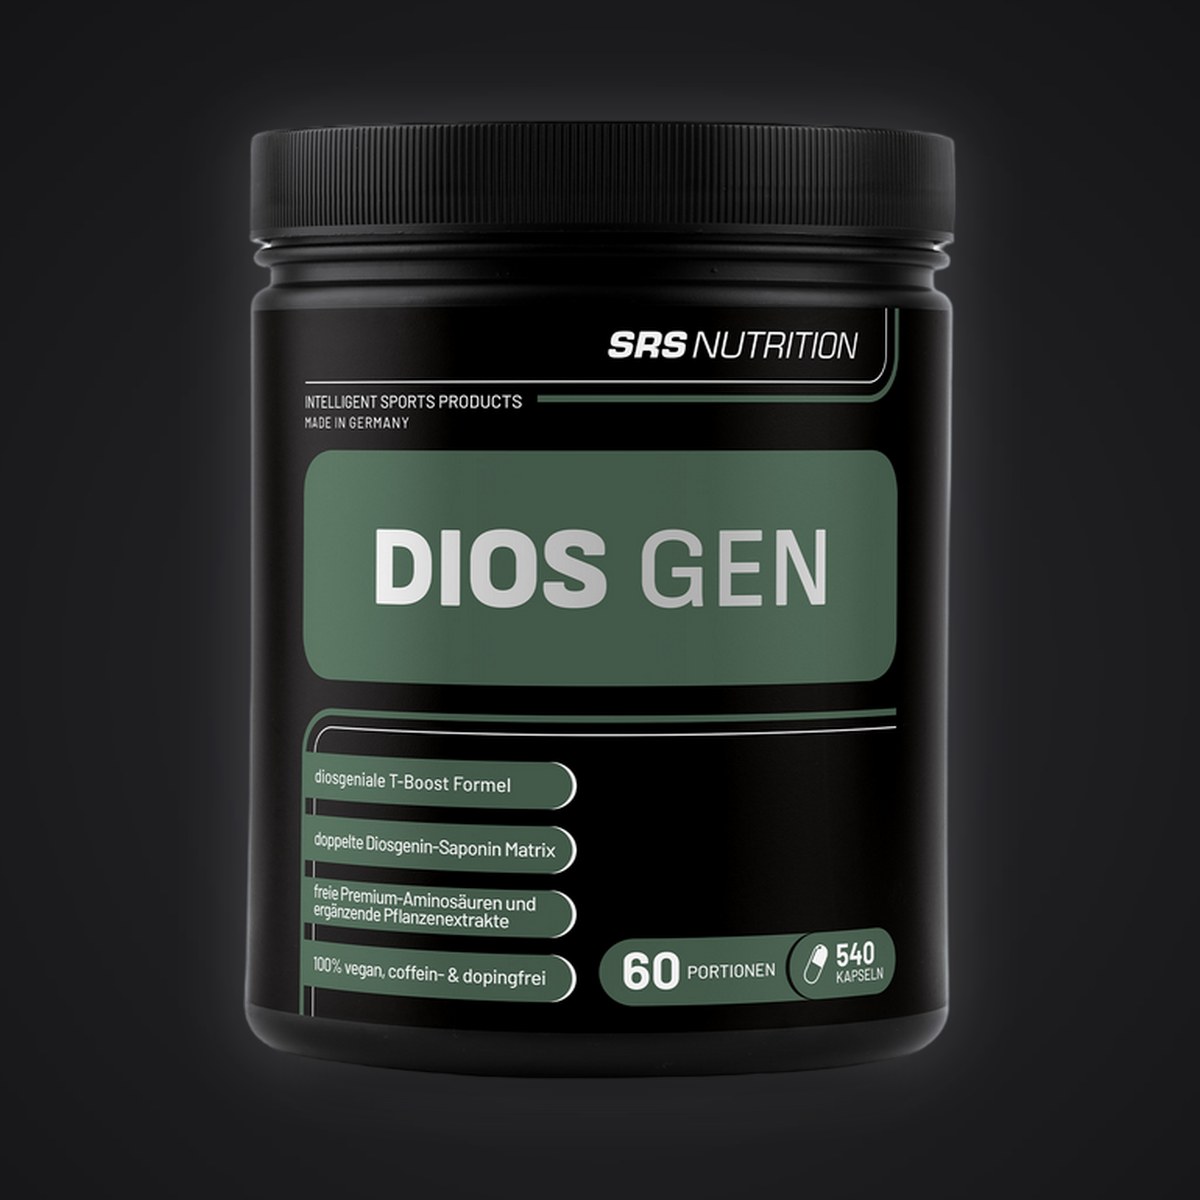 SRS NUTRITION
INTELLIGENT SPORTS PRODUCTS
MADE IN GERMANY
DIOS GEN
diosgeniale T-Boost Formel
doppelte Diosgenin-Saponin Matrix
freie Premium-Aminosäuren und
ergänzende Pflanzenextrakte
100% vegan, coffein- & dopingfrei
60 PORTIONEN
540
KAPSELN